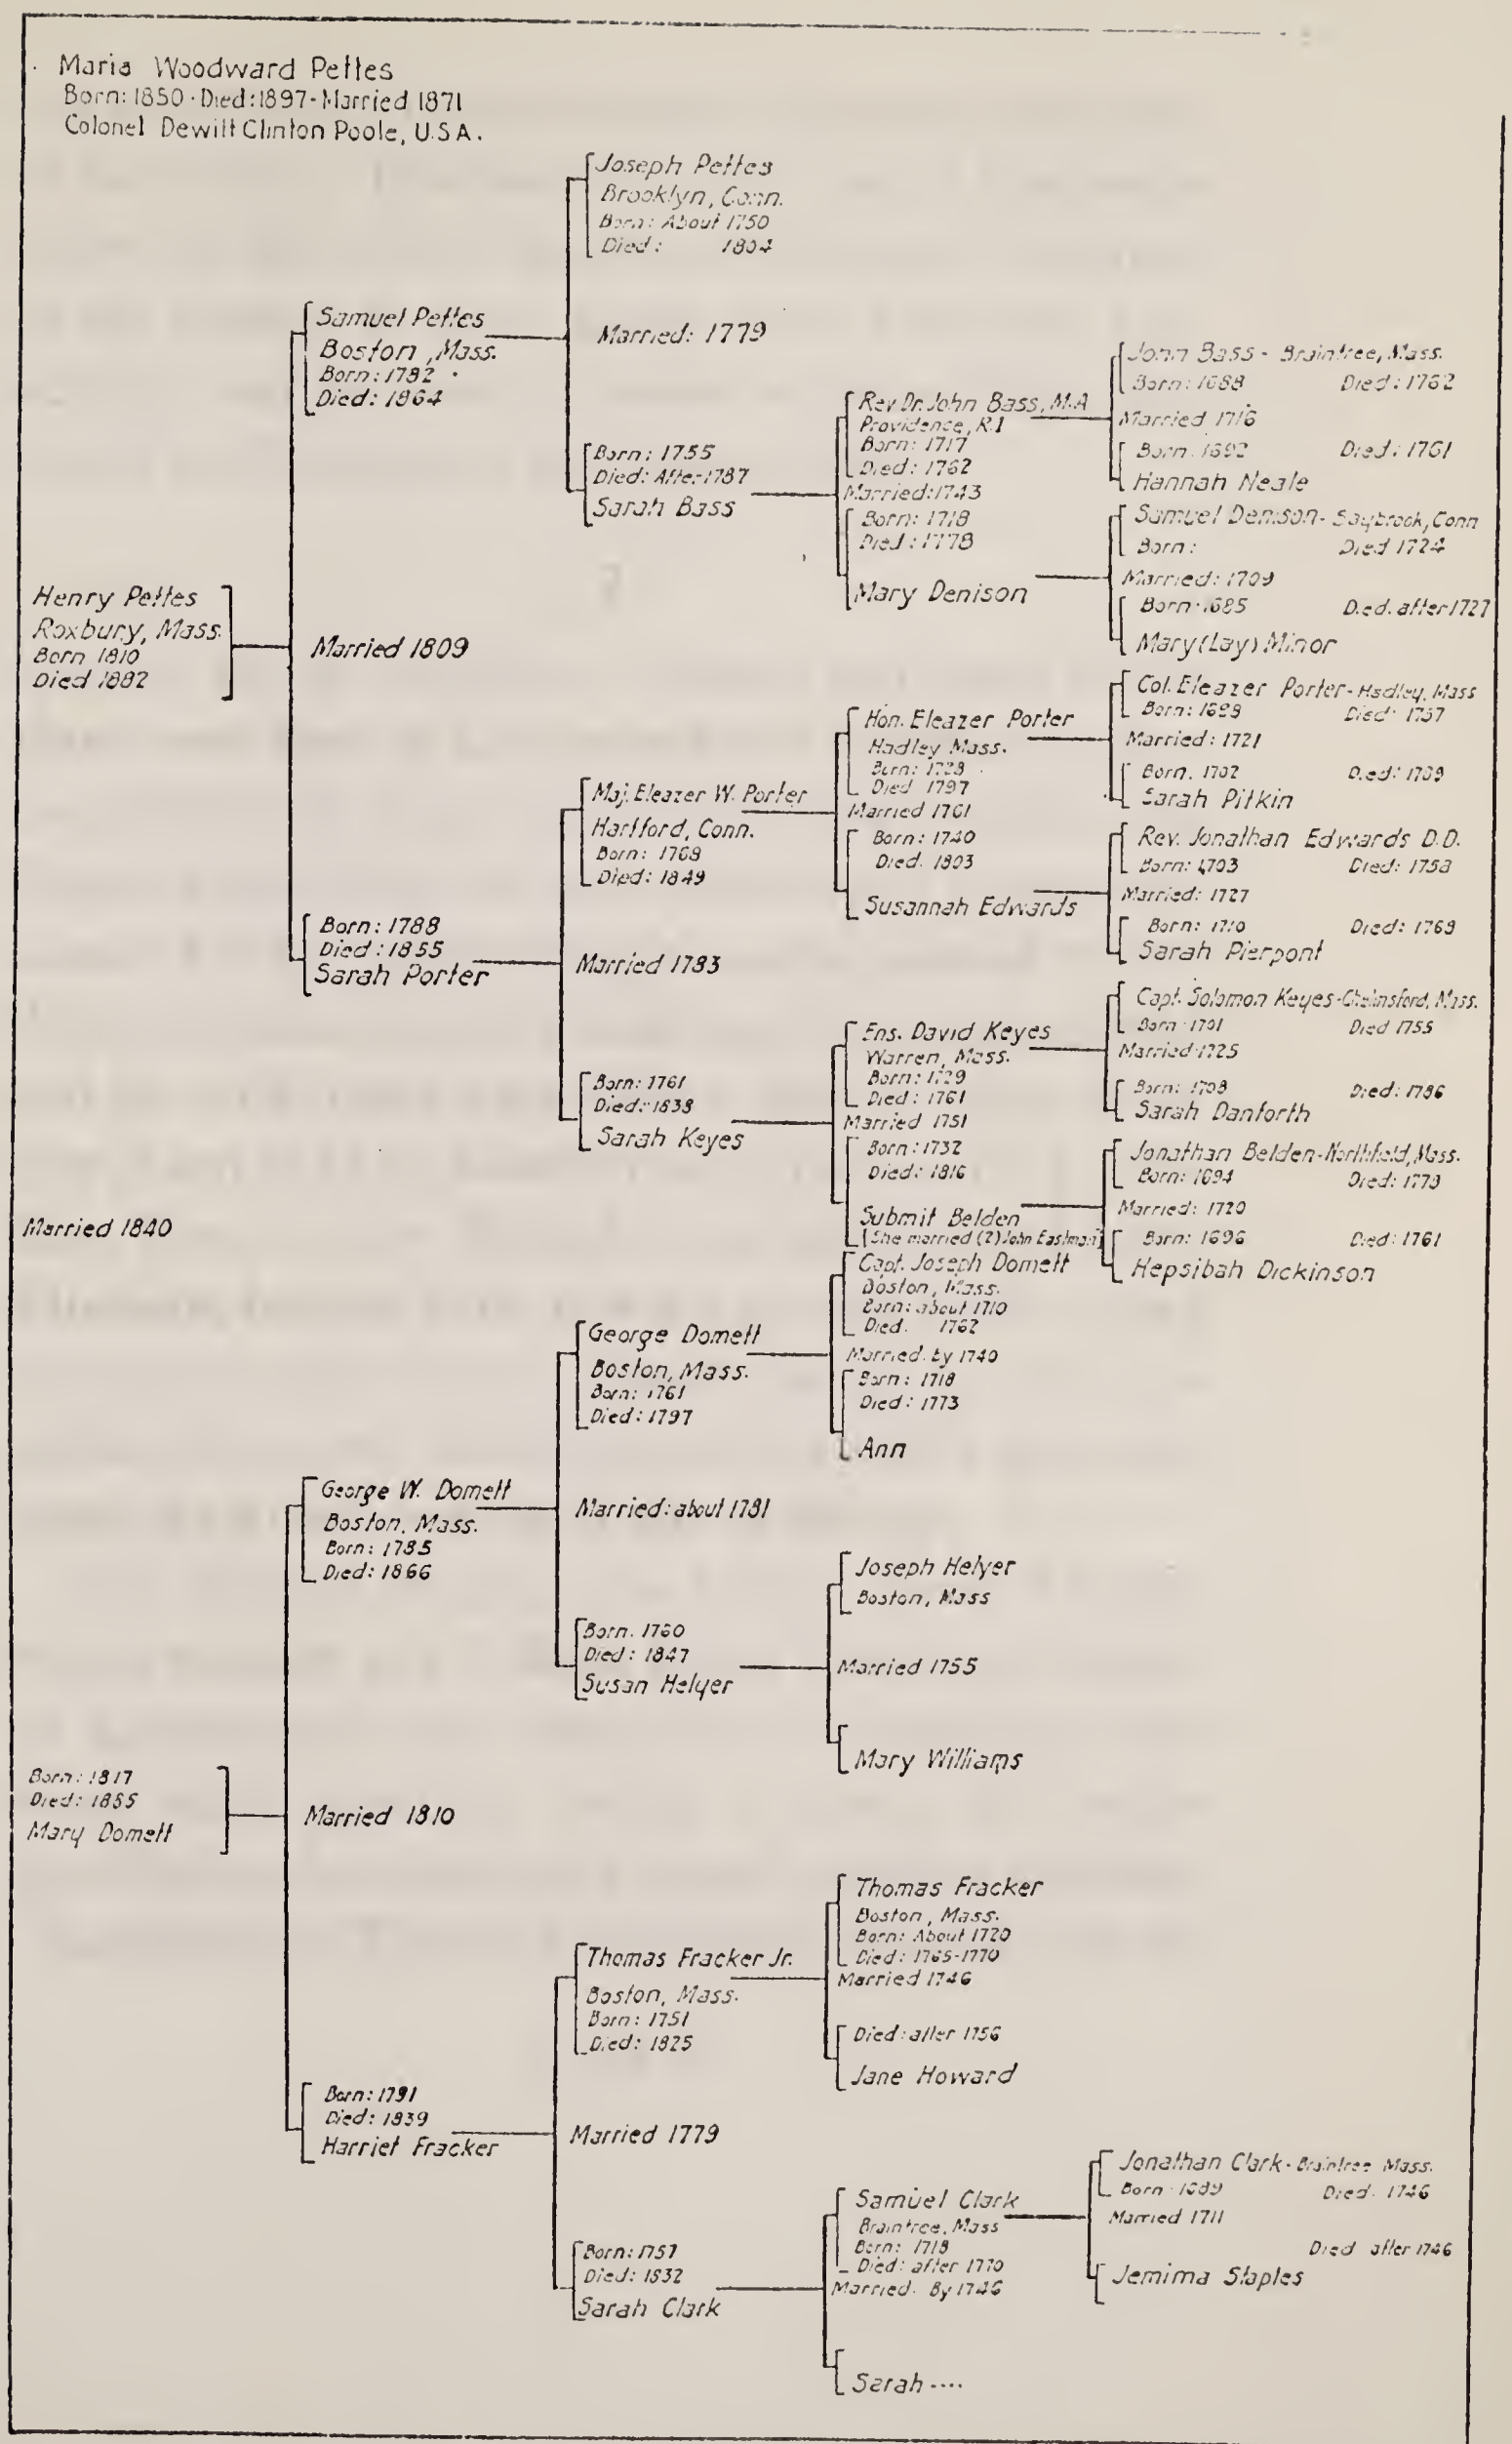 Maria Woodward Pettes
Born: 1850 · Died: 1897 - Married 1871
Colonel Dewitt Clinton Poole, U.S.A.
Henry Pettes
Roxbury, Mass.
Born 1810
Died 1882
Married 1840
Born: 1817
Died: 1855
Mary Domett
Samuel Pettes
Boston, Mass.
Born: 1782
Died: 1864
Married 1809
Born: 1788
Died: 1855
Sarah Porter
George W. Domett
Boston, Mass.
Born: 1785
Died: 1866
Married 1810
Born: 1791
Died: 1839
Harriet Fracker
Joseph Pettes
Brooklyn, Conn.
Born: About 1750
Died: 1804
Married: 1779
Born: 1755
Died: After 1787
Sarah Bass
Maj. Eleazer W. Porter
Hartford, Conn.
Born: 1768
Died: 1849
Married 1783
Born: 1761
Died: 1838
Sarah Keyes
George Domett
Boston, Mass.
Born: 1761
Died: 1797
Married: about 1781
Born. 1760
Died: 1847
Susan Helyer
Thomas Fracker Jr.
Boston, Mass.
Born: 1751
Died: 1825
Married 1779
Born: 1757
Died: 1832
Sarah Clark
Rev. Dr. John Bass, M.A
Providence, R.I
Born: 1717
Died: 1762
Married: 1743
Born: 1718
Died: 1778
Mary Denison
Hon. Eleazer Porter
Hadley Mass.
Born: 1728
Died 1797
Married 1761
Born: 1740
Died. 1803
Susannah Edwards
Ens. David Keyes
Warren, Mass.
Born: 1729
Died: 1761
Married 1751
Born: 1732
Died: 1816
Submit Belden
[She married (2) John Eastman]
Capt. Joseph Domett
Boston, Mass.
Born: about 1710
Died. 1762
Married. by 1740
Born: 1718
Died: 1773
Ann
Joseph Helyer
Boston, Mass
Married 1755
Mary Williams
Thomas Fracker
Boston, Mass.
Born: About 1720
Died: 1765-1770
Married 1746
Died: after 1756
Jane Howard
Samuel Clark
Braintree, Mass
Born: 1718
Died: after 1770
Married. By 1746
Sarah ····
John Bass - Braintree, Mass.
Born: 1688 Died: 1762
Married 1716
Born. 1692 Died: 1761
Hannah Neale
Samuel Denison - Saybrook, Conn
Born: Died 1724
Married: 1709
Born · 1685 Died. after 1727
Mary (Lay) Minor
Col. Eleazer Porter - Hadley, Mass
Born: 1698 Died: 1757
Married: 1721
Born. 1702 Died:
Sarah Pitkin
Rev. Jonathan Edwards D.D.
Born: 1703 Died: 1758
Married: 1727
Born: 1710 Died: 1768
Sarah Pierpont
Capt. Solomon Keyes - Chelmsford, Mass.
Born · 1701 Died 1755
Married · 1725
Born: 1708 Died: 1786
Sarah Danforth
Jonathan Belden - Northfield, Mass.
Born: 1694 Died: 1778
Married: 1720
Born: 1696 Died: 1761
Hepsibah Dickinson
Jonathan Clark - Braintree Mass.
Born · 1689 Died. 1746
Married 1711
Died after 1746
Jemima Staples